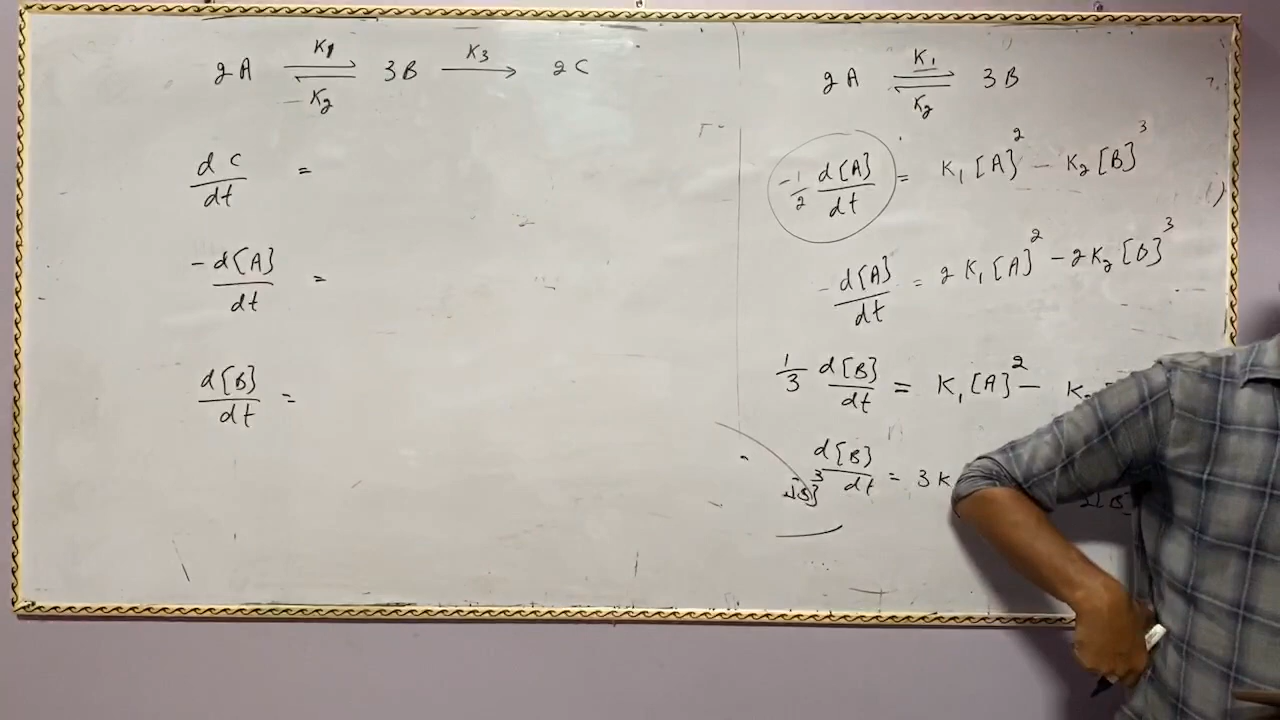 2A ⇌ 3B → 2C
K1 K3
K2
dC/dt =
-d[A]/dt =
d[B]/dt =
2A ⇌ 3B
K1
K2
-1/2 d[A]/dt = K1[A]^2 - K2[B]^3
-d[A]/dt = 2K1[A]^2 - 2K2[B]^3
1/3 d[B]/dt = K1[A]^2 - K2
d[B]/dt = 3K